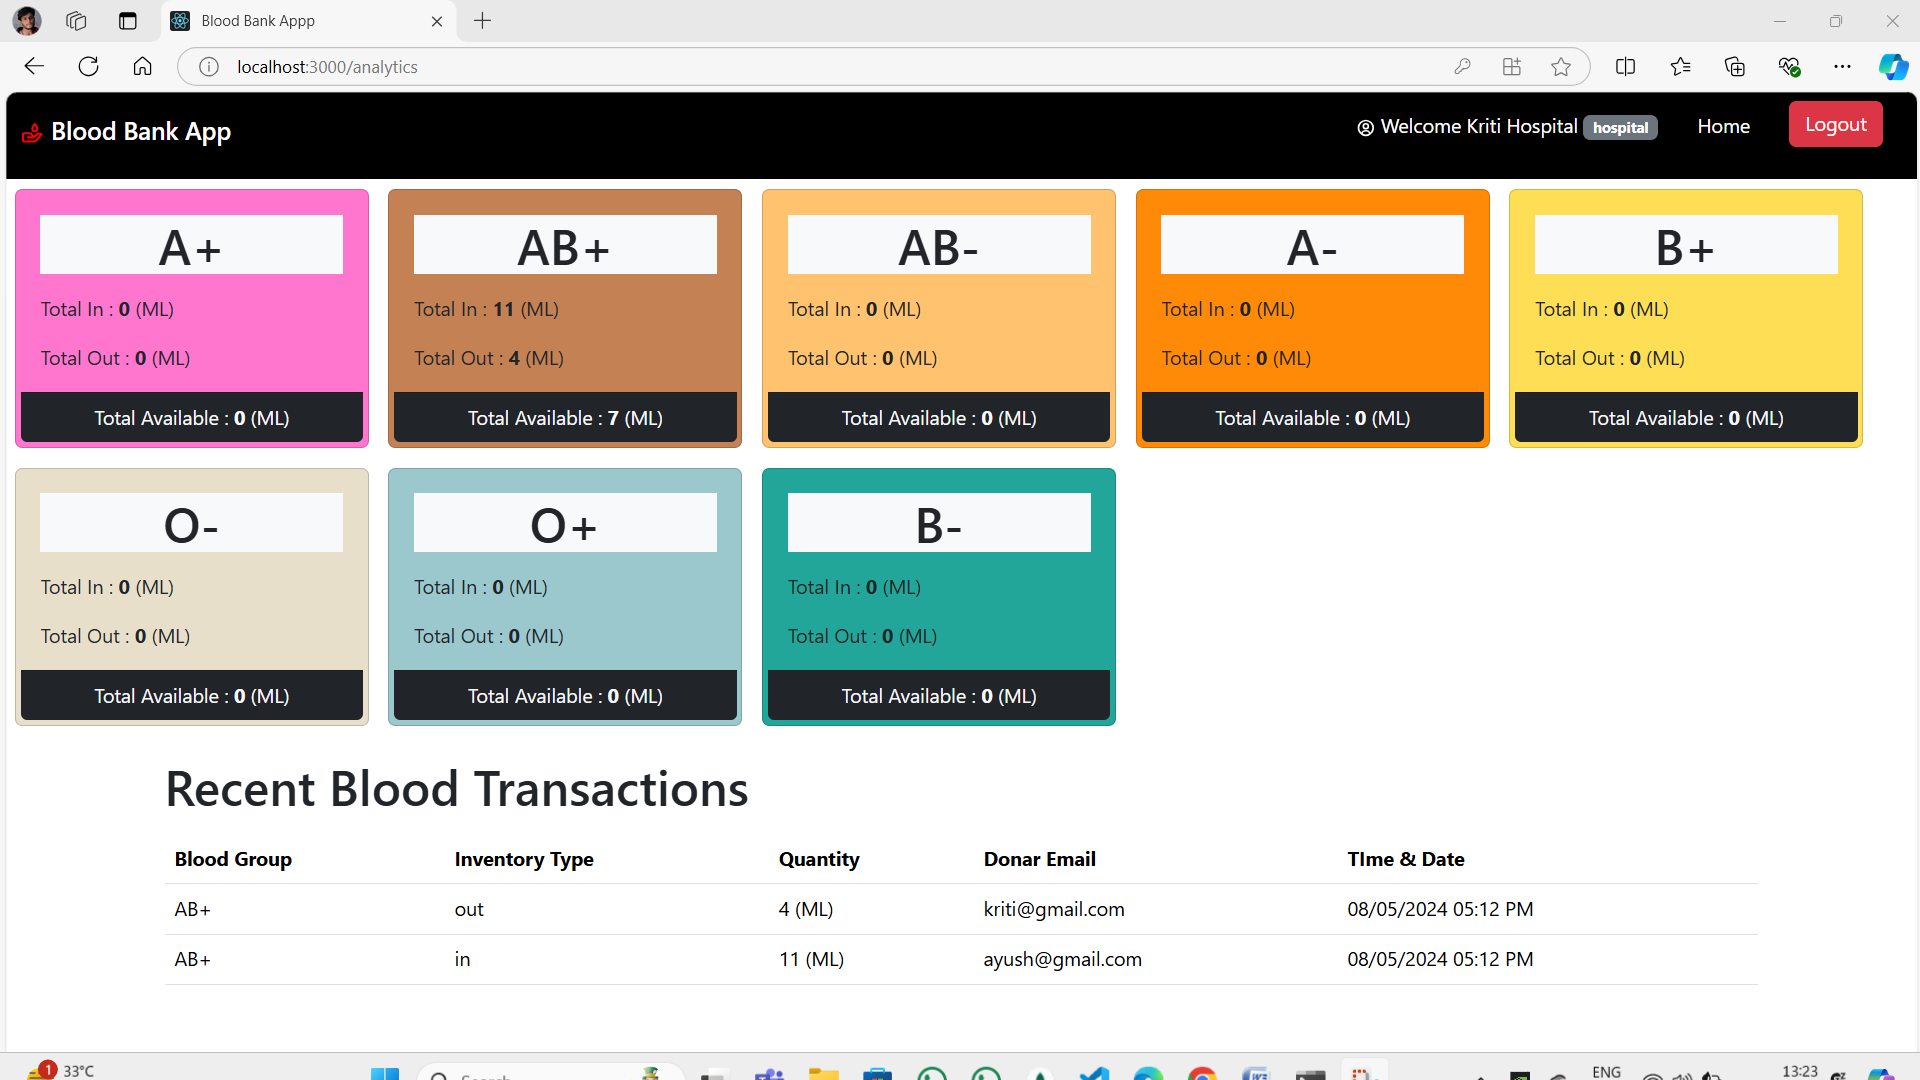 Blood Bank Appp
localhost:3000/analytics
Blood Bank App
Welcome Kriti Hospital hospital Home Logout
A+ AB+ AB- A- B+
Total In : 0 (ML) Total In : 11 (ML) Total In : 0 (ML) Total In : 0 (ML) Total In : 0 (ML)
Total Out : 0 (ML) Total Out : 4 (ML) Total Out : 0 (ML) Total Out : 0 (ML) Total Out : 0 (ML)
Total Available : 0 (ML) Total Available : 7 (ML) Total Available : 0 (ML) Total Available : 0 (ML) Total Available : 0 (ML)
O- O+ B-
Total In : 0 (ML) Total In : 0 (ML) Total In : 0 (ML)
Total Out : 0 (ML) Total Out : 0 (ML) Total Out : 0 (ML)
Total Available : 0 (ML) Total Available : 0 (ML) Total Available : 0 (ML)
Recent Blood Transactions
Blood Group Inventory Type Quantity Donar Email TIme & Date
AB+ out 4 (ML) kriti@gmail.com 08/05/2024 05:12 PM
AB+ in 11 (ML) ayush@gmail.com 08/05/2024 05:12 PM
1 33°C Search ENG 13:23